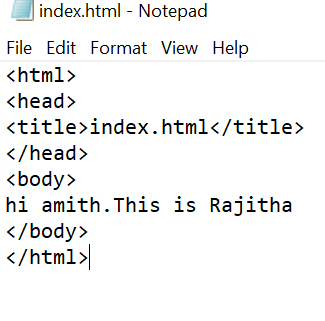 index.html - Notepad
File Edit Format View Help
<html>
<head>
<title>index.html</title>
</head>
<body>
hi amith.This is Rajitha
</body>
</html>